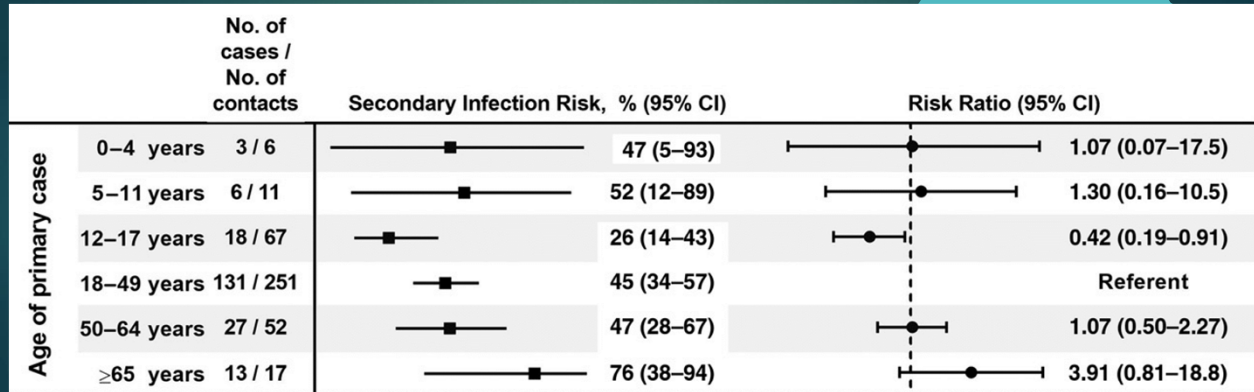 No. of
cases /
No. of
contacts
Secondary Infection Risk, % (95% CI)
Risk Ratio (95% CI)
Age of primary case
0–4 years 3 / 6 47 (5–93) 1.07 (0.07–17.5)
5–11 years 6 / 11 52 (12–89) 1.30 (0.16–10.5)
12–17 years 18 / 67 26 (14–43) 0.42 (0.19–0.91)
18–49 years 131 / 251 45 (34–57) Referent
50–64 years 27 / 52 47 (28–67) 1.07 (0.50–2.27)
≥65 years 13 / 17 76 (38–94) 3.91 (0.81–18.8)